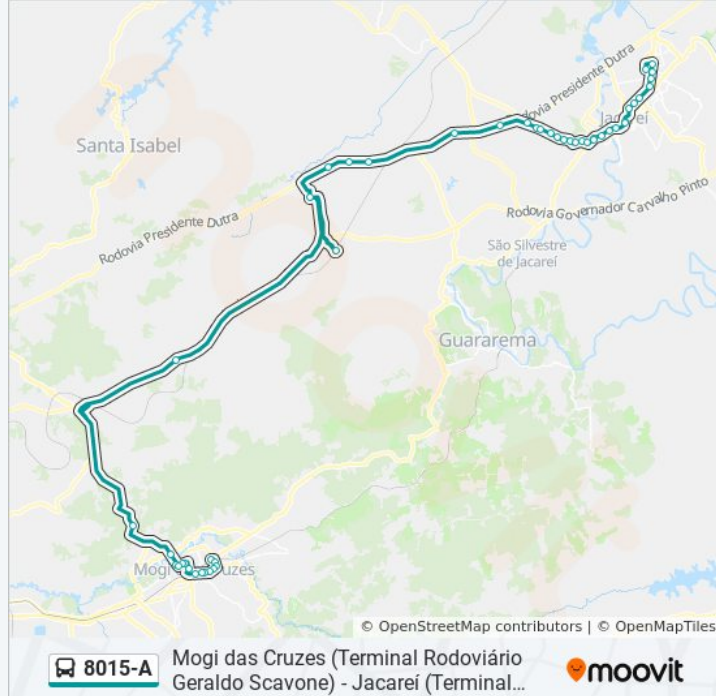 Rodovia Presidente Dutra
Jacareí
Santa Isabel
Rodovia Governador Carvalho Pinto
Rodovia Presidente Dutra
São Silvestre
de Jacareí
Guararema
Mogi das Cruzes
© OpenStreetMap contributors | © OpenMapTiles
8015-A
Mogi das Cruzes (Terminal Rodoviário
Geraldo Scavone) - Jacareí (Terminal...
moovit